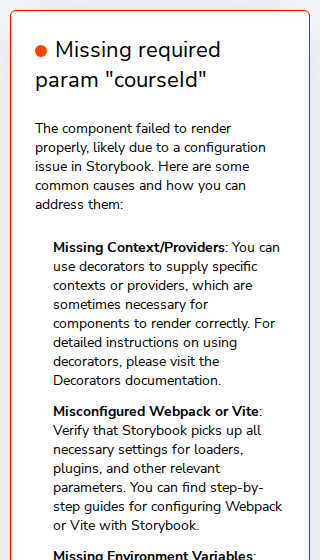 Missing required
param "courseId"
The component failed to render
properly, likely due to a configuration
issue in Storybook. Here are some
common causes and how you can
address them:
Missing Context/Providers: You can
use decorators to supply specific
contexts or providers, which are
sometimes necessary for
components to render correctly. For
detailed instructions on using
decorators, please visit the
Decorators documentation.
Misconfigured Webpack or Vite:
Verify that Storybook picks up all
necessary settings for loaders,
plugins, and other relevant
parameters. You can find step-by-
step guides for configuring Webpack
or Vite with Storybook.
Missing Environment Variables: